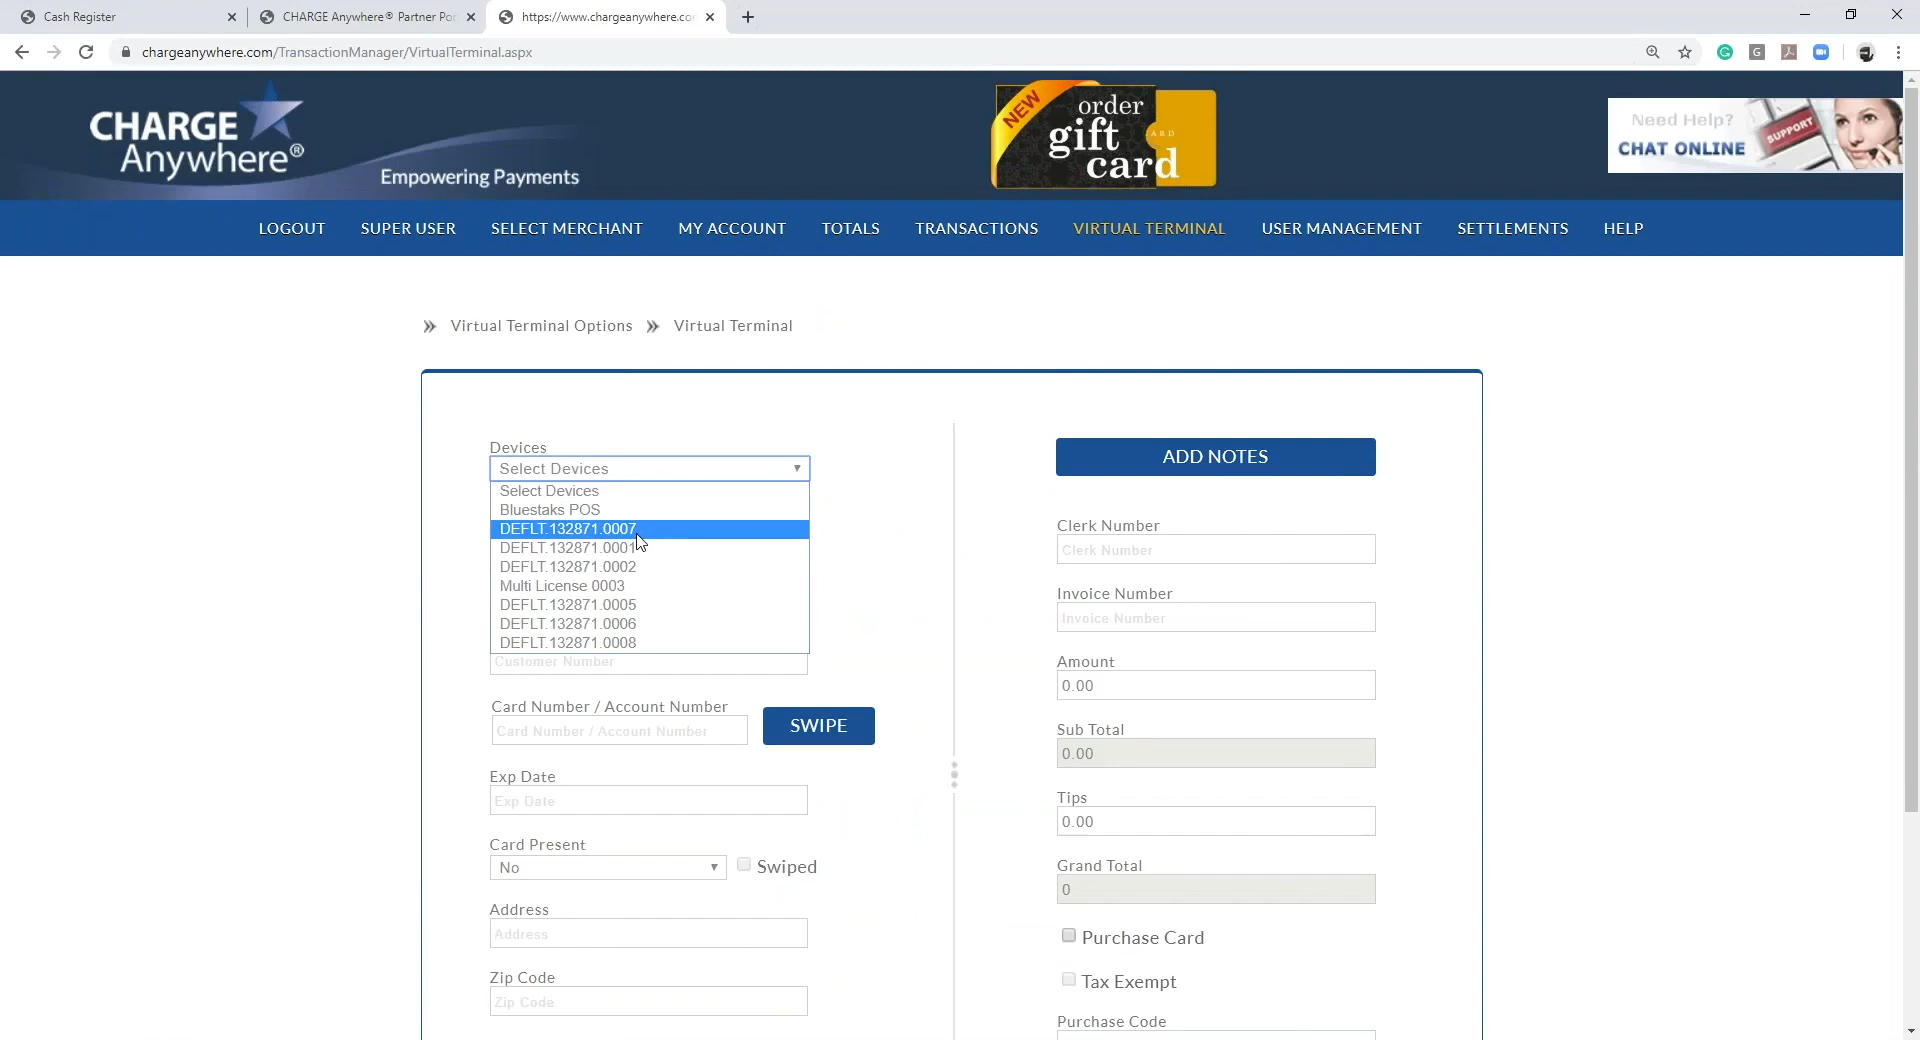 Cash Register
CHARGE Anywhere® Partner Por
https://www.chargeanywhere.co
chargeanywhere.com/TransactionManager/VirtualTerminal.aspx
CHARGE
Anywhere®
Empowering Payments
NEW
order
gift
CARD
card
Need Help?
CHAT ONLINE
SUPPORT
LOGOUT
SUPER USER
SELECT MERCHANT
MY ACCOUNT
TOTALS
TRANSACTIONS
VIRTUAL TERMINAL
USER MANAGEMENT
SETTLEMENTS
HELP
Virtual Terminal Options
Virtual Terminal
Devices
Select Devices
Select Devices
Bluestaks POS
DEFLT.132871.0007
DEFLT.132871.0001
DEFLT.132871.0002
Multi License 0003
DEFLT.132871.0005
DEFLT.132871.0006
DEFLT.132871.0008
Customer Number
Card Number / Account Number
Card Number / Account Number
SWIPE
Exp Date
Exp Date
Card Present
No
Swiped
Address
Address
Zip Code
Zip Code
ADD NOTES
Clerk Number
Clerk Number
Invoice Number
Invoice Number
Amount
0.00
Sub Total
0.00
Tips
0.00
Grand Total
0
Purchase Card
Tax Exempt
Purchase Code